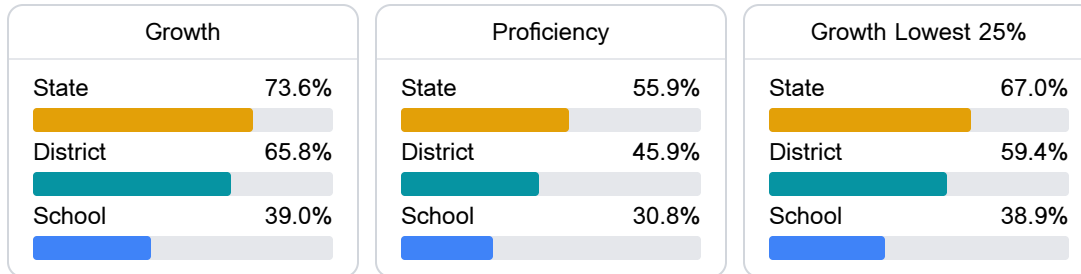 Growth
State 73.6%
District 65.8%
School 39.0%
Proficiency
State 55.9%
District 45.9%
School 30.8%
Growth Lowest 25%
State 67.0%
District 59.4%
School 38.9%